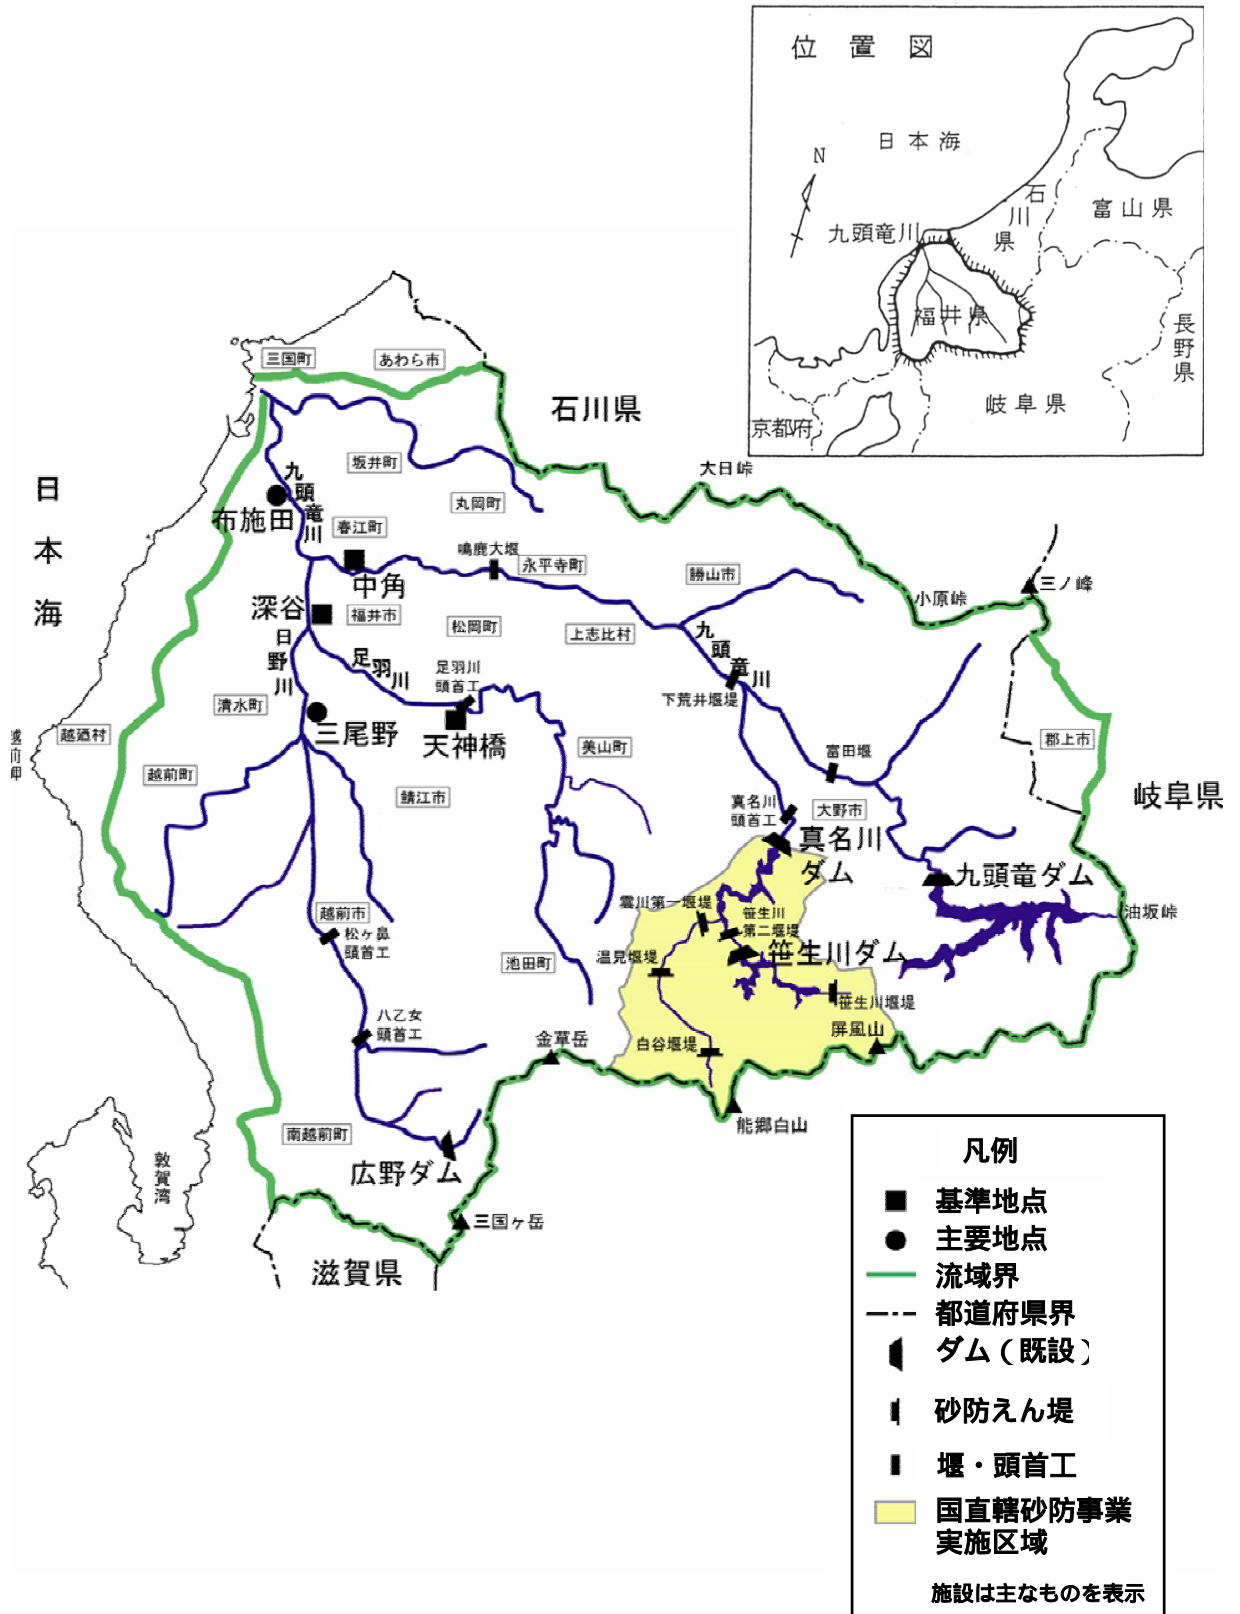 位置図
日本海
N
石川県
富山県
九頭竜川
福井県
長野県
岐阜県
京都府
三国町
あわら市
石川県
大日峠
日本海
坂井町
九頭竜川
布施田
丸岡町
春江町
鳴鹿大堰
永平寺町
中角
勝山市
三ノ峰
小原峠
深谷
福井市
松岡町
上志比村
日野川
足羽川
足羽川
頭首工
九頭竜川
下荒井堰堤
清水町
三尾野
天神橋
越廼村
越前岬
美山町
富田堰
郡上市
越前町
鯖江市
真名川
頭首工
大野市
岐阜県
真名川
ダム
九頭竜ダム
油坂峠
雲川第一堰堤
笹生川
第二堰堤
越前市
松ヶ鼻
頭首工
池田町
温見堰堤
笹生川ダム
笹生川堰堤
八乙女
頭首工
金草岳
白谷堰堤
屏風山
能郷白山
南越前町
敦賀湾
広野ダム
三国ヶ岳
滋賀県
凡例
基準地点
主要地点
流域界
都道府県界
ダム(既設)
砂防えん堤
堰・頭首工
国直轄砂防事業
実施区域
施設は主なものを表示